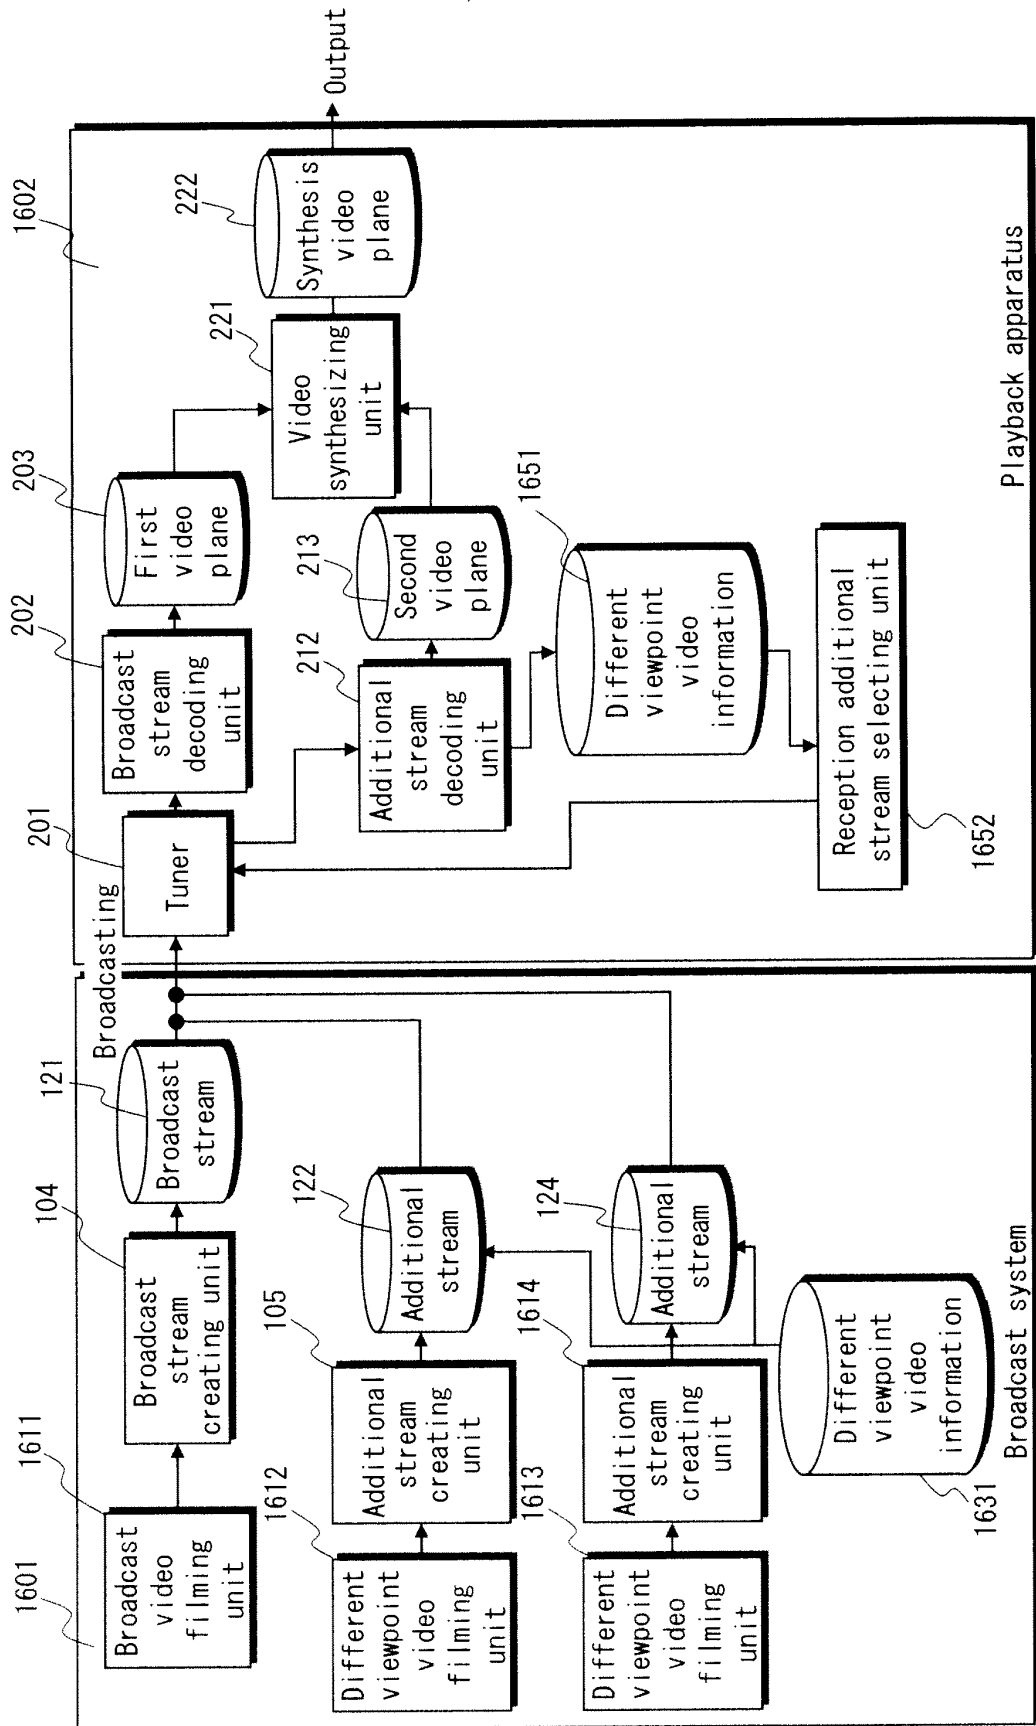 1601
1611
Broadcast
video
filming
unit
104
Broadcast
stream
creating unit
121
Broadcast
stream
Broadcasting
1612
Different
viewpoint
video
filming
unit
105
Additional
stream
creating
unit
122
Additional
stream
1613
Different
viewpoint
video
filming
unit
1614
Additional
stream
creating
unit
124
Additional
stream
1631
Different
viewpoint
video
information
Broadcast system
1602
201
Tuner
202
Broadcast
stream
decoding
unit
203
First
video
plane
221
Video
synthesizing
unit
222
Synthesis
video
plane
Output
212
Additional
stream
decoding
unit
213
Second
video
plane
1651
Different
viewpoint
video
information
Reception additional
stream selecting unit
1652
Playback apparatus